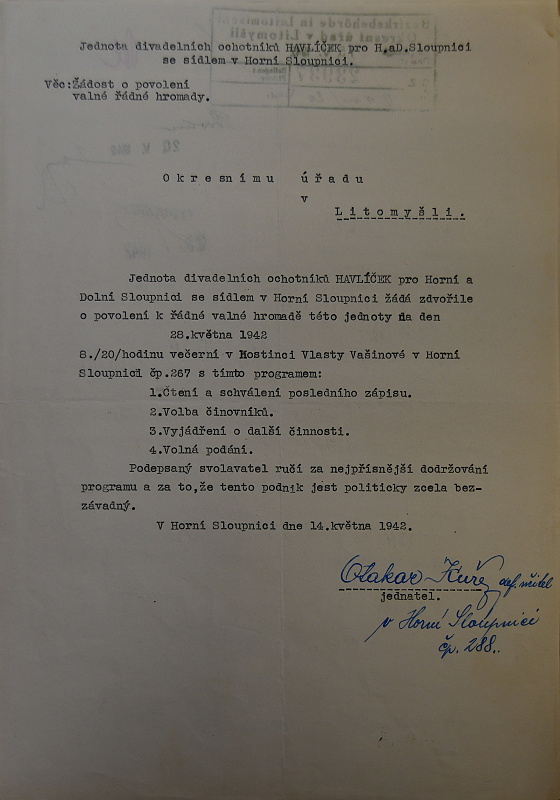 Jednota divadelních ochotníků HAVLÍČEK pro H.aD.Sloupnici
se sídlem v Horní Sloupnici.
Věc:Žádost o povolení
valné řádné hromady.
Okresnímu úřadu
v
Litomyšli.
Jednota divadelních ochotníků HAVLÍČEK pro Horní a
Dolní Sloupnici se sídlem v Horní Sloupnici žádá zdvořile
o povolení k řádné valné hromadě této jednoty na den
28.května 1942
8./20/hodinu večerní v Hostinci Vlasty Vašinové v Horní
Sloupnici čp.267 s tímto programem:
1.Čtení a schválení posledního zápisu.
2.Volba činovníků.
3.Vyjádření o další činnosti.
4.Volná podání.
Podepsaný svolavatel ručí za nejpřísnější dodržování
programu a za to,že tento podnik jest politicky zcela bez-
závadný.
V Horní Sloupnici dne 14.května 1942.
Otakar def. učitel
jednatel.
v Horní Sloupnici
čp. 288.